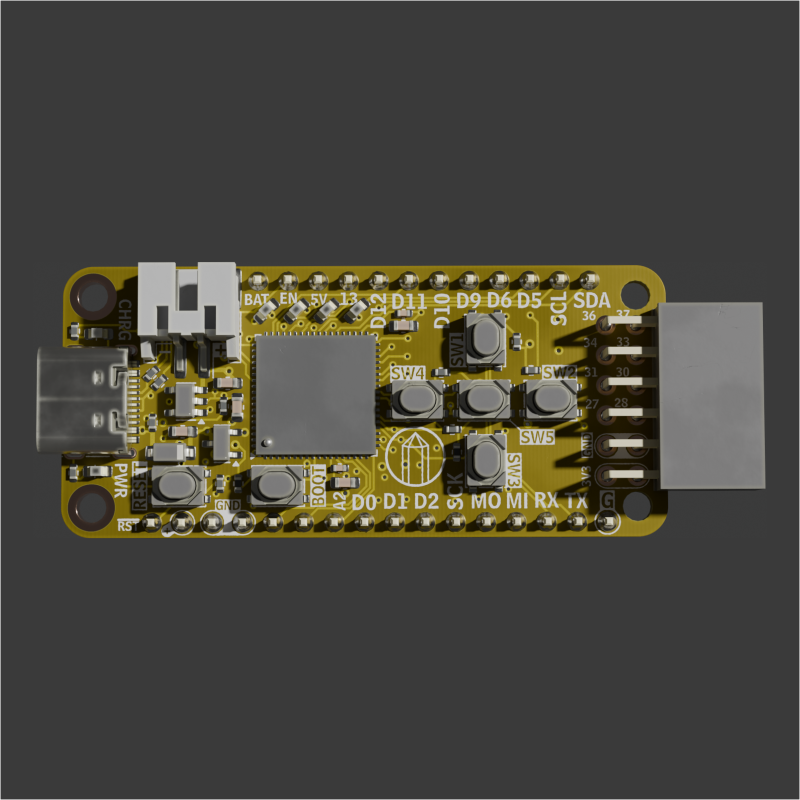 CHRG
BAT EN 5V 13 D12 D11 D10 D9 D6 D5 SCL SDA
36 37
34 33
31 30
27 28
GND
3V3
SW1
SW4
SW2
SW5
SW3
PWR
RESET
BOOT
RST GND A2 D0 D1 D2 SCK MO MI RX TX G